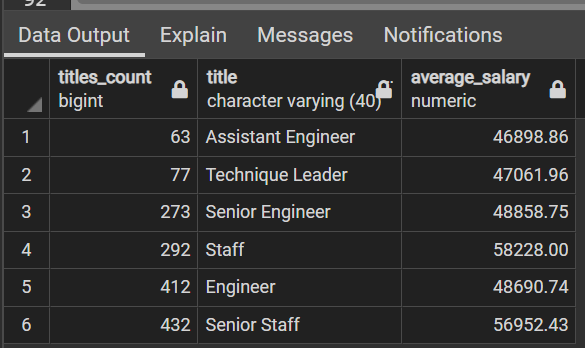 92
Data Output Explain Messages Notifications
titles_count title average_salary
bigint character varying (40) numeric
1 63 Assistant Engineer 46898.86
2 77 Technique Leader 47061.96
3 273 Senior Engineer 48858.75
4 292 Staff 58228.00
5 412 Engineer 48690.74
6 432 Senior Staff 56952.43